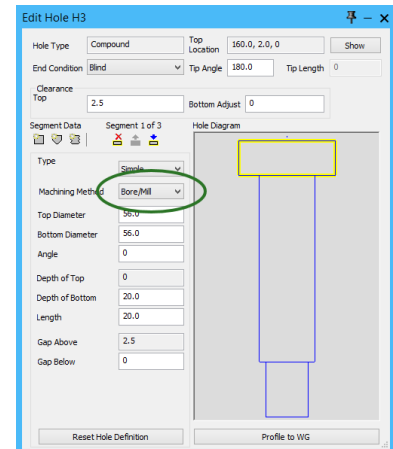 Edit Hole H3
Hole Type Compound Top Location 160.0, 2.0, 0 Show
End Condition Blind Tip Angle 180.0 Tip Length 0
Clearance
Top 2.5 Bottom Adjust 0
Segment Data Segment 1 of 3 Hole Diagram
Type Simple
Machining Method Bore/Mill
Top Diameter 56.0
Bottom Diameter 56.0
Angle 0
Depth of Top 0
Depth of Bottom 20.0
Length 20.0
Gap Above 2.5
Gap Below 0
Reset Hole Definition Profile to WG